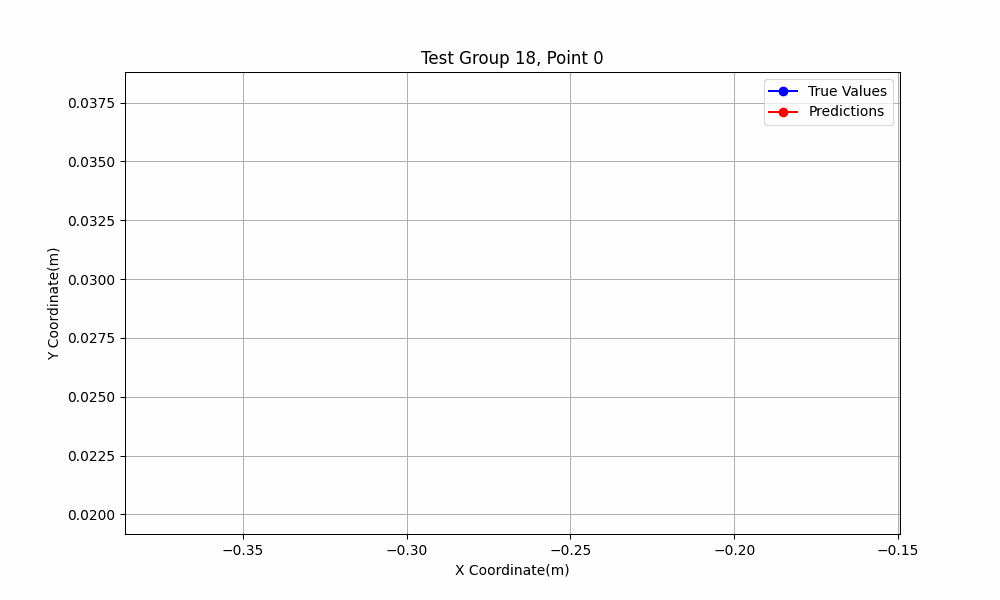 Test Group 18, Point 0
True Values
Predictions
0.0375
0.0350
0.0325
0.0300
0.0275
0.0250
0.0225
0.0200
Y Coordinate(m)
−0.35
−0.30
−0.25
−0.20
−0.15
X Coordinate(m)